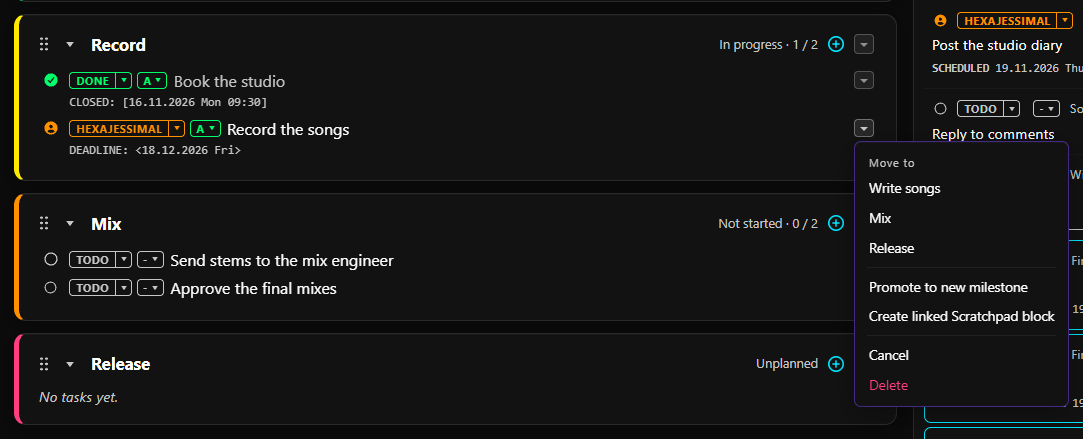 Record
In progress · 1 / 2
DONE A Book the studio
CLOSED: [16.11.2026 Mon 09:30]
HEXAJESSIMAL A Record the songs
DEADLINE: <18.12.2026 Fri>
Mix
Not started · 0 / 2
TODO - Send stems to the mix engineer
TODO - Approve the final mixes
Release
Unplanned
No tasks yet.
Move to
Write songs
Mix
Release
Promote to new milestone
Create linked Scratchpad block
Cancel
Delete
HEXAJESSIMAL
Post the studio diary
SCHEDULED 19.11.2026 Thu
TODO - So
Reply to comments